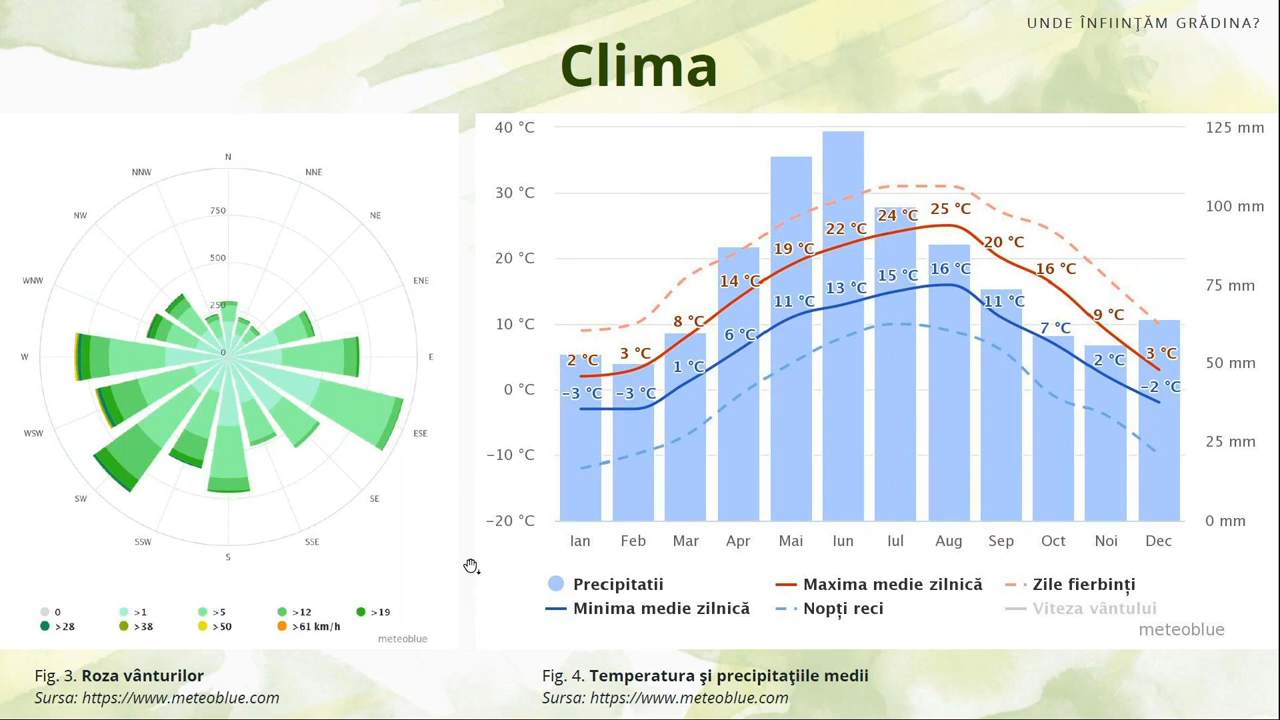 UNDE ÎNFIINŢĂM GRĂDINA?
Clima
N
NNE
NE
ENE
E
ESE
SE
SSE
S
SSW
SW
WSW
W
WNW
NW
NNW
750
500
250
0
0
>1
>5
>12
>19
>28
>38
>50
>61 km/h
meteoblue
40 °C
30 °C
20 °C
10 °C
0 °C
−10 °C
−20 °C
125 mm
100 mm
75 mm
50 mm
25 mm
0 mm
2 °C
3 °C
8 °C
14 °C
19 °C
22 °C
24 °C
25 °C
20 °C
16 °C
9 °C
3 °C
−3 °C
−3 °C
1 °C
6 °C
11 °C
13 °C
15 °C
16 °C
11 °C
7 °C
2 °C
−2 °C
Ian Feb Mar Apr Mai Iun Iul Aug Sep Oct Noi Dec
Precipitatii
Maxima medie zilnică
Zile fierbinți
Minima medie zilnică
Nopți reci
Viteza vântului
meteoblue
Fig. 3. Roza vânturilor
Sursa: https://www.meteoblue.com
Fig. 4. Temperatura şi precipitaţiile medii
Sursa: https://www.meteoblue.com